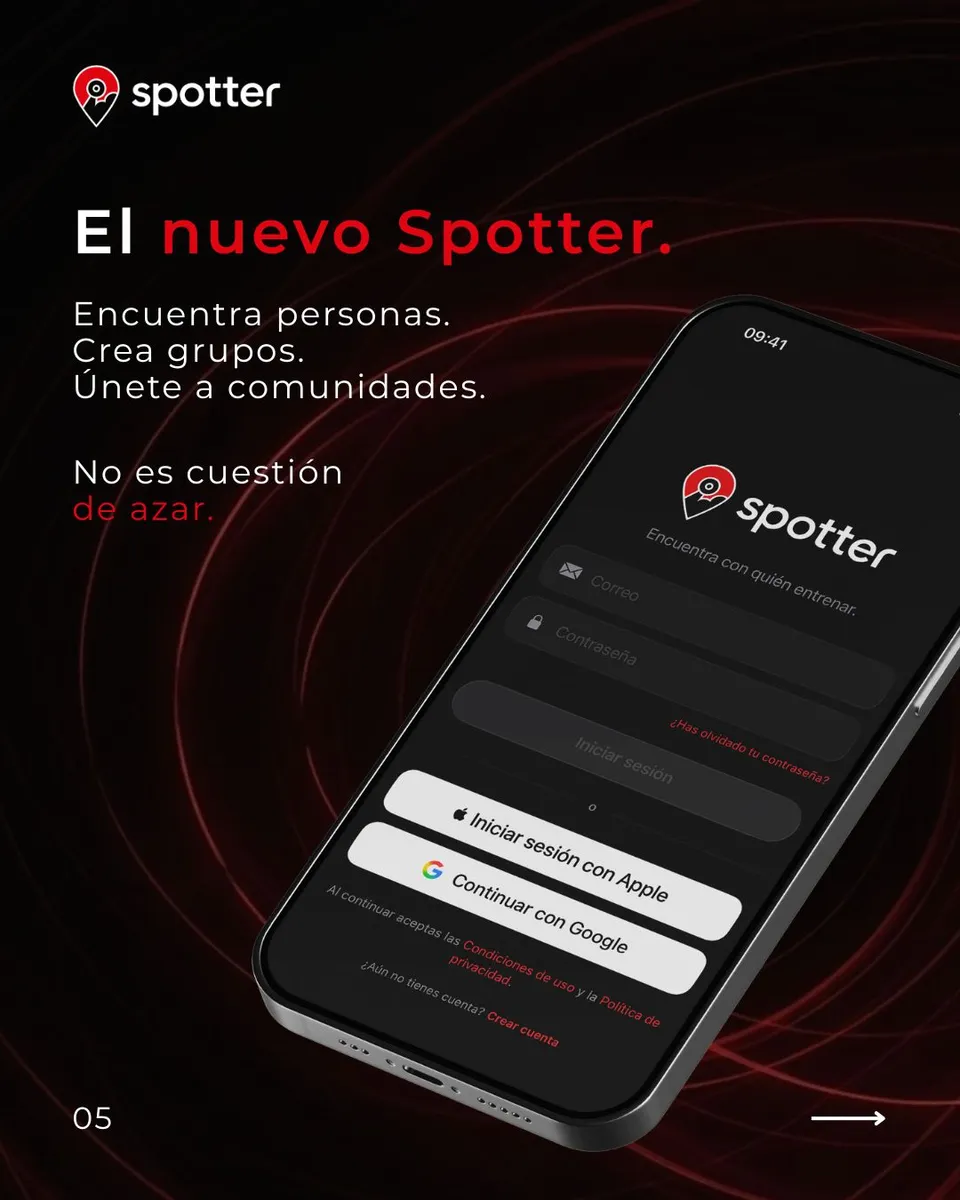 spotter
El nuevo Spotter.
Encuentra personas.
Crea grupos.
Únete a comunidades.
No es cuestión
de azar.
09:41
spotter
Encuentra con quién entrenar.
Correo
Contraseña
¿Has olvidado tu contraseña?
Iniciar sesión
o
Iniciar sesión con Apple
Continuar con Google
Al continuar aceptas las Condiciones de uso y la Política de
privacidad.
¿Aún no tienes cuenta? Crear cuenta
05